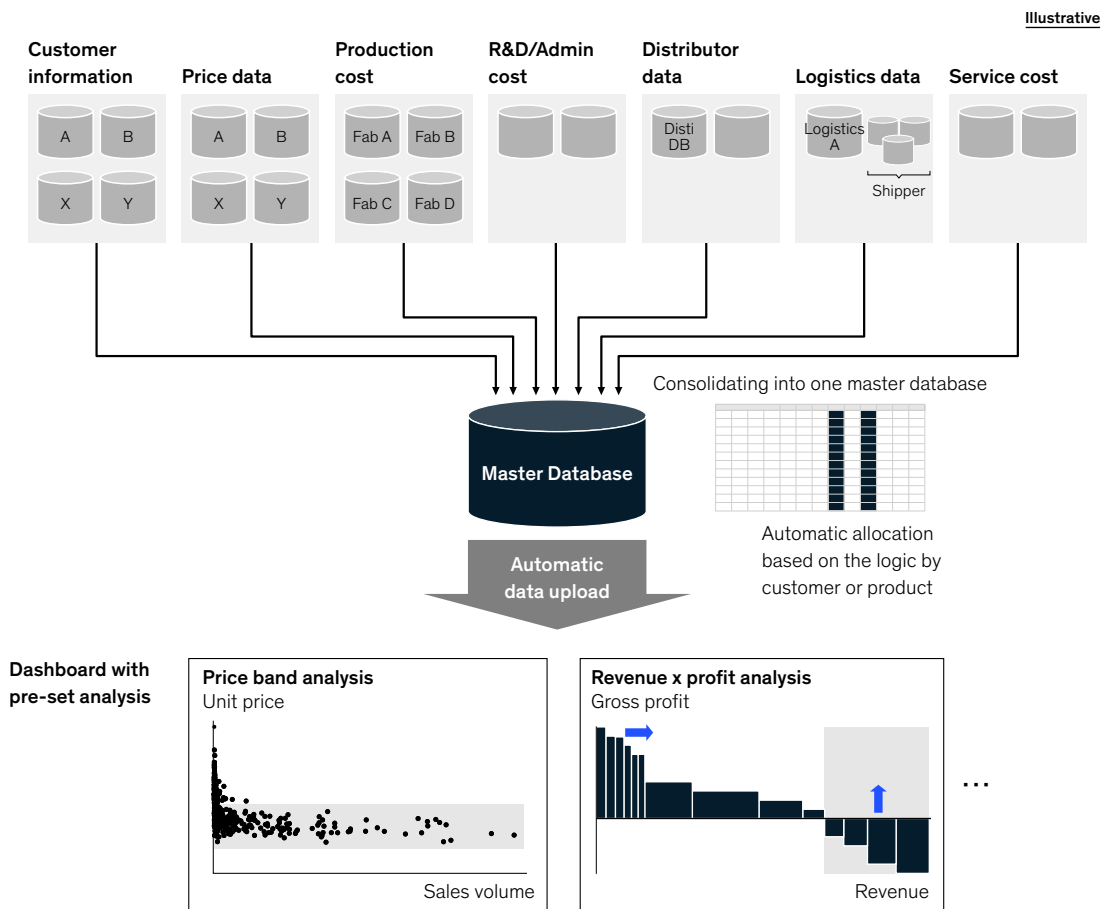 Illustrative
Customer
information
Price data
Production
cost
R&D/Admin
cost
Distributor
data
Logistics data
Service cost
A
B
X
Y
A
B
X
Y
Fab A
Fab B
Fab C
Fab D
Disti
DB
Logistics
A
Shipper
Consolidating into one master database
Master Database
Automatic allocation
based on the logic by
customer or product
Automatic
data upload
Dashboard with
pre-set analysis
Price band analysis
Unit price
Sales volume
Revenue x profit analysis
Gross profit
Revenue
...